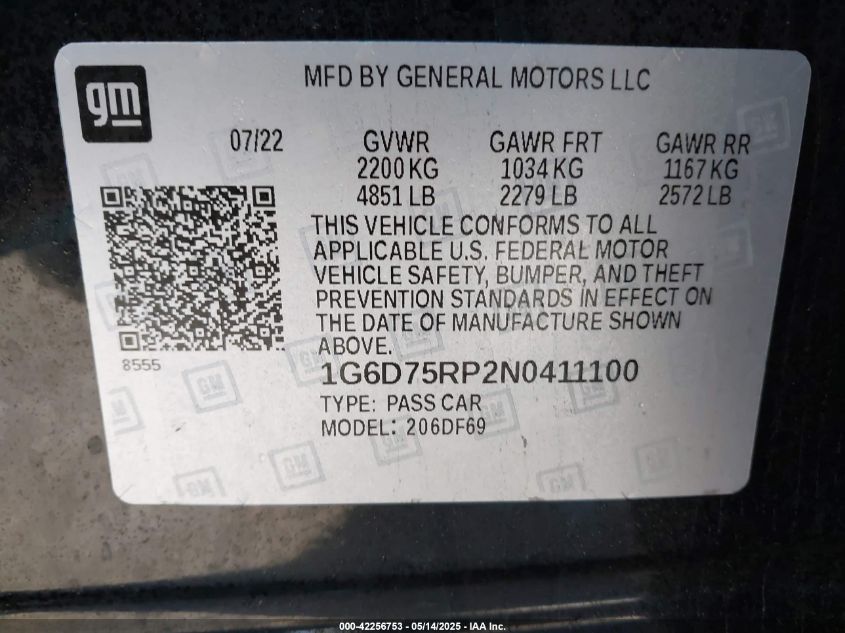 gm
MFD BY GENERAL MOTORS LLC
07/22 GVWR GAWR FRT GAWR RR
2200 KG 1034 KG 1167 KG
4851 LB 2279 LB 2572 LB
THIS VEHICLE CONFORMS TO ALL
APPLICABLE U.S. FEDERAL MOTOR
VEHICLE SAFETY, BUMPER, AND THEFT
PREVENTION STANDARDS IN EFFECT ON
THE DATE OF MANUFACTURE SHOWN
ABOVE.
8555
1G6D75RP2N0411100
TYPE: PASS CAR
MODEL: 206DF69
000-42256753 - 05/14/2025 - IAA Inc.